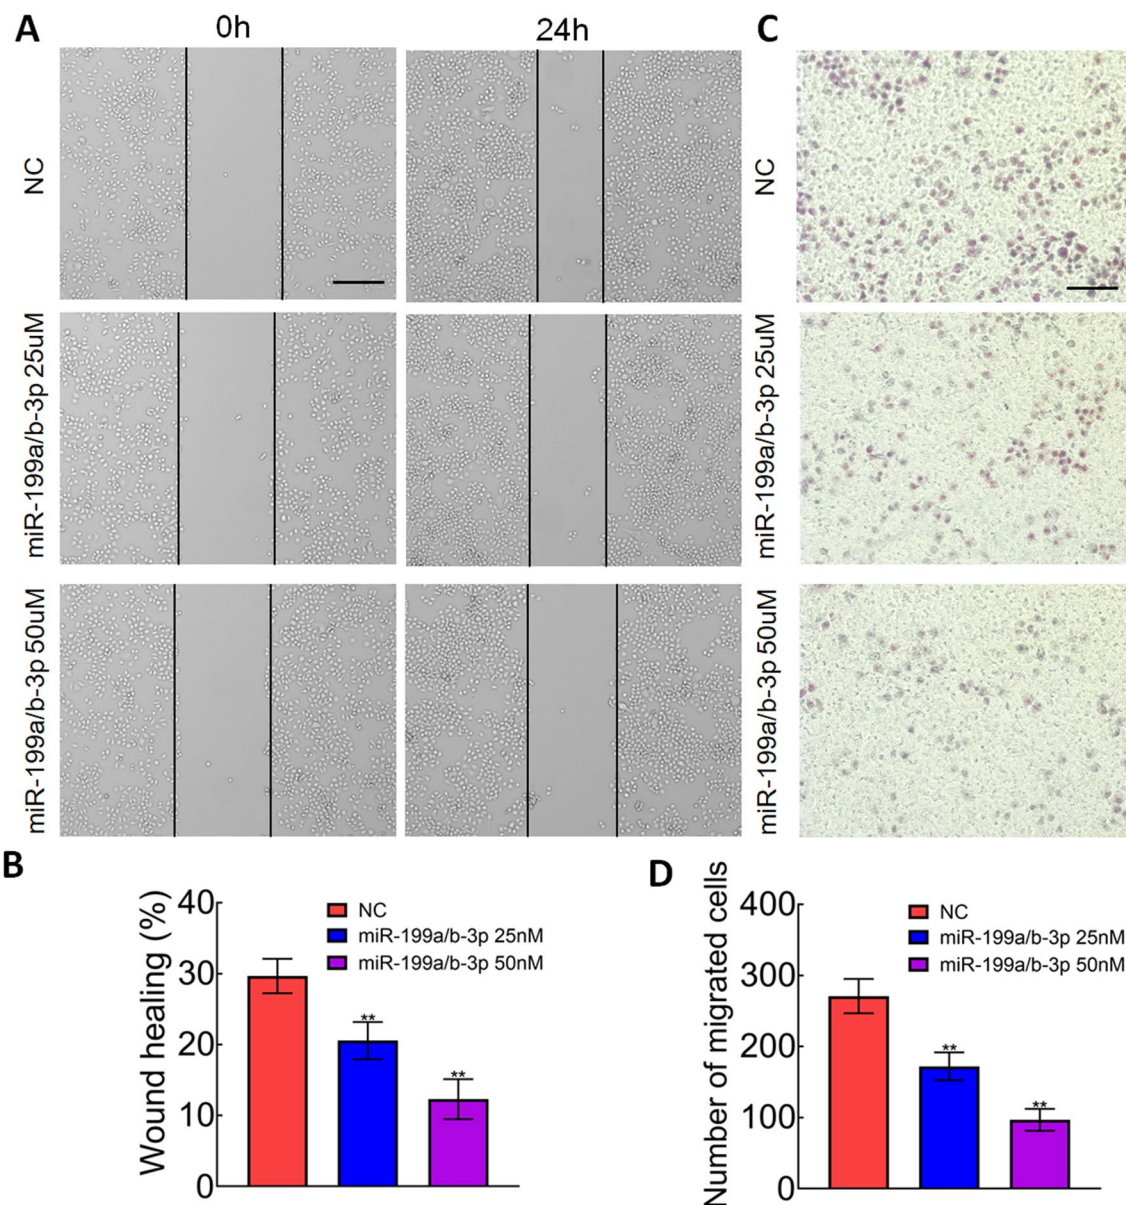 A
0h
24h
C
NC
NC
miR-199a/b-3p 25uM
miR-199a/b-3p 25uM
miR-199a/b-3p 50uM
miR-199a/b-3p 50uM
B
Wound healing (%)
40
30
20
10
0
NC
miR-199a/b-3p 25nM
miR-199a/b-3p 50nM
**
**
D
Number of migrated cells
400
300
200
100
0
NC
miR-199a/b-3p 25nM
miR-199a/b-3p 50nM
**
**